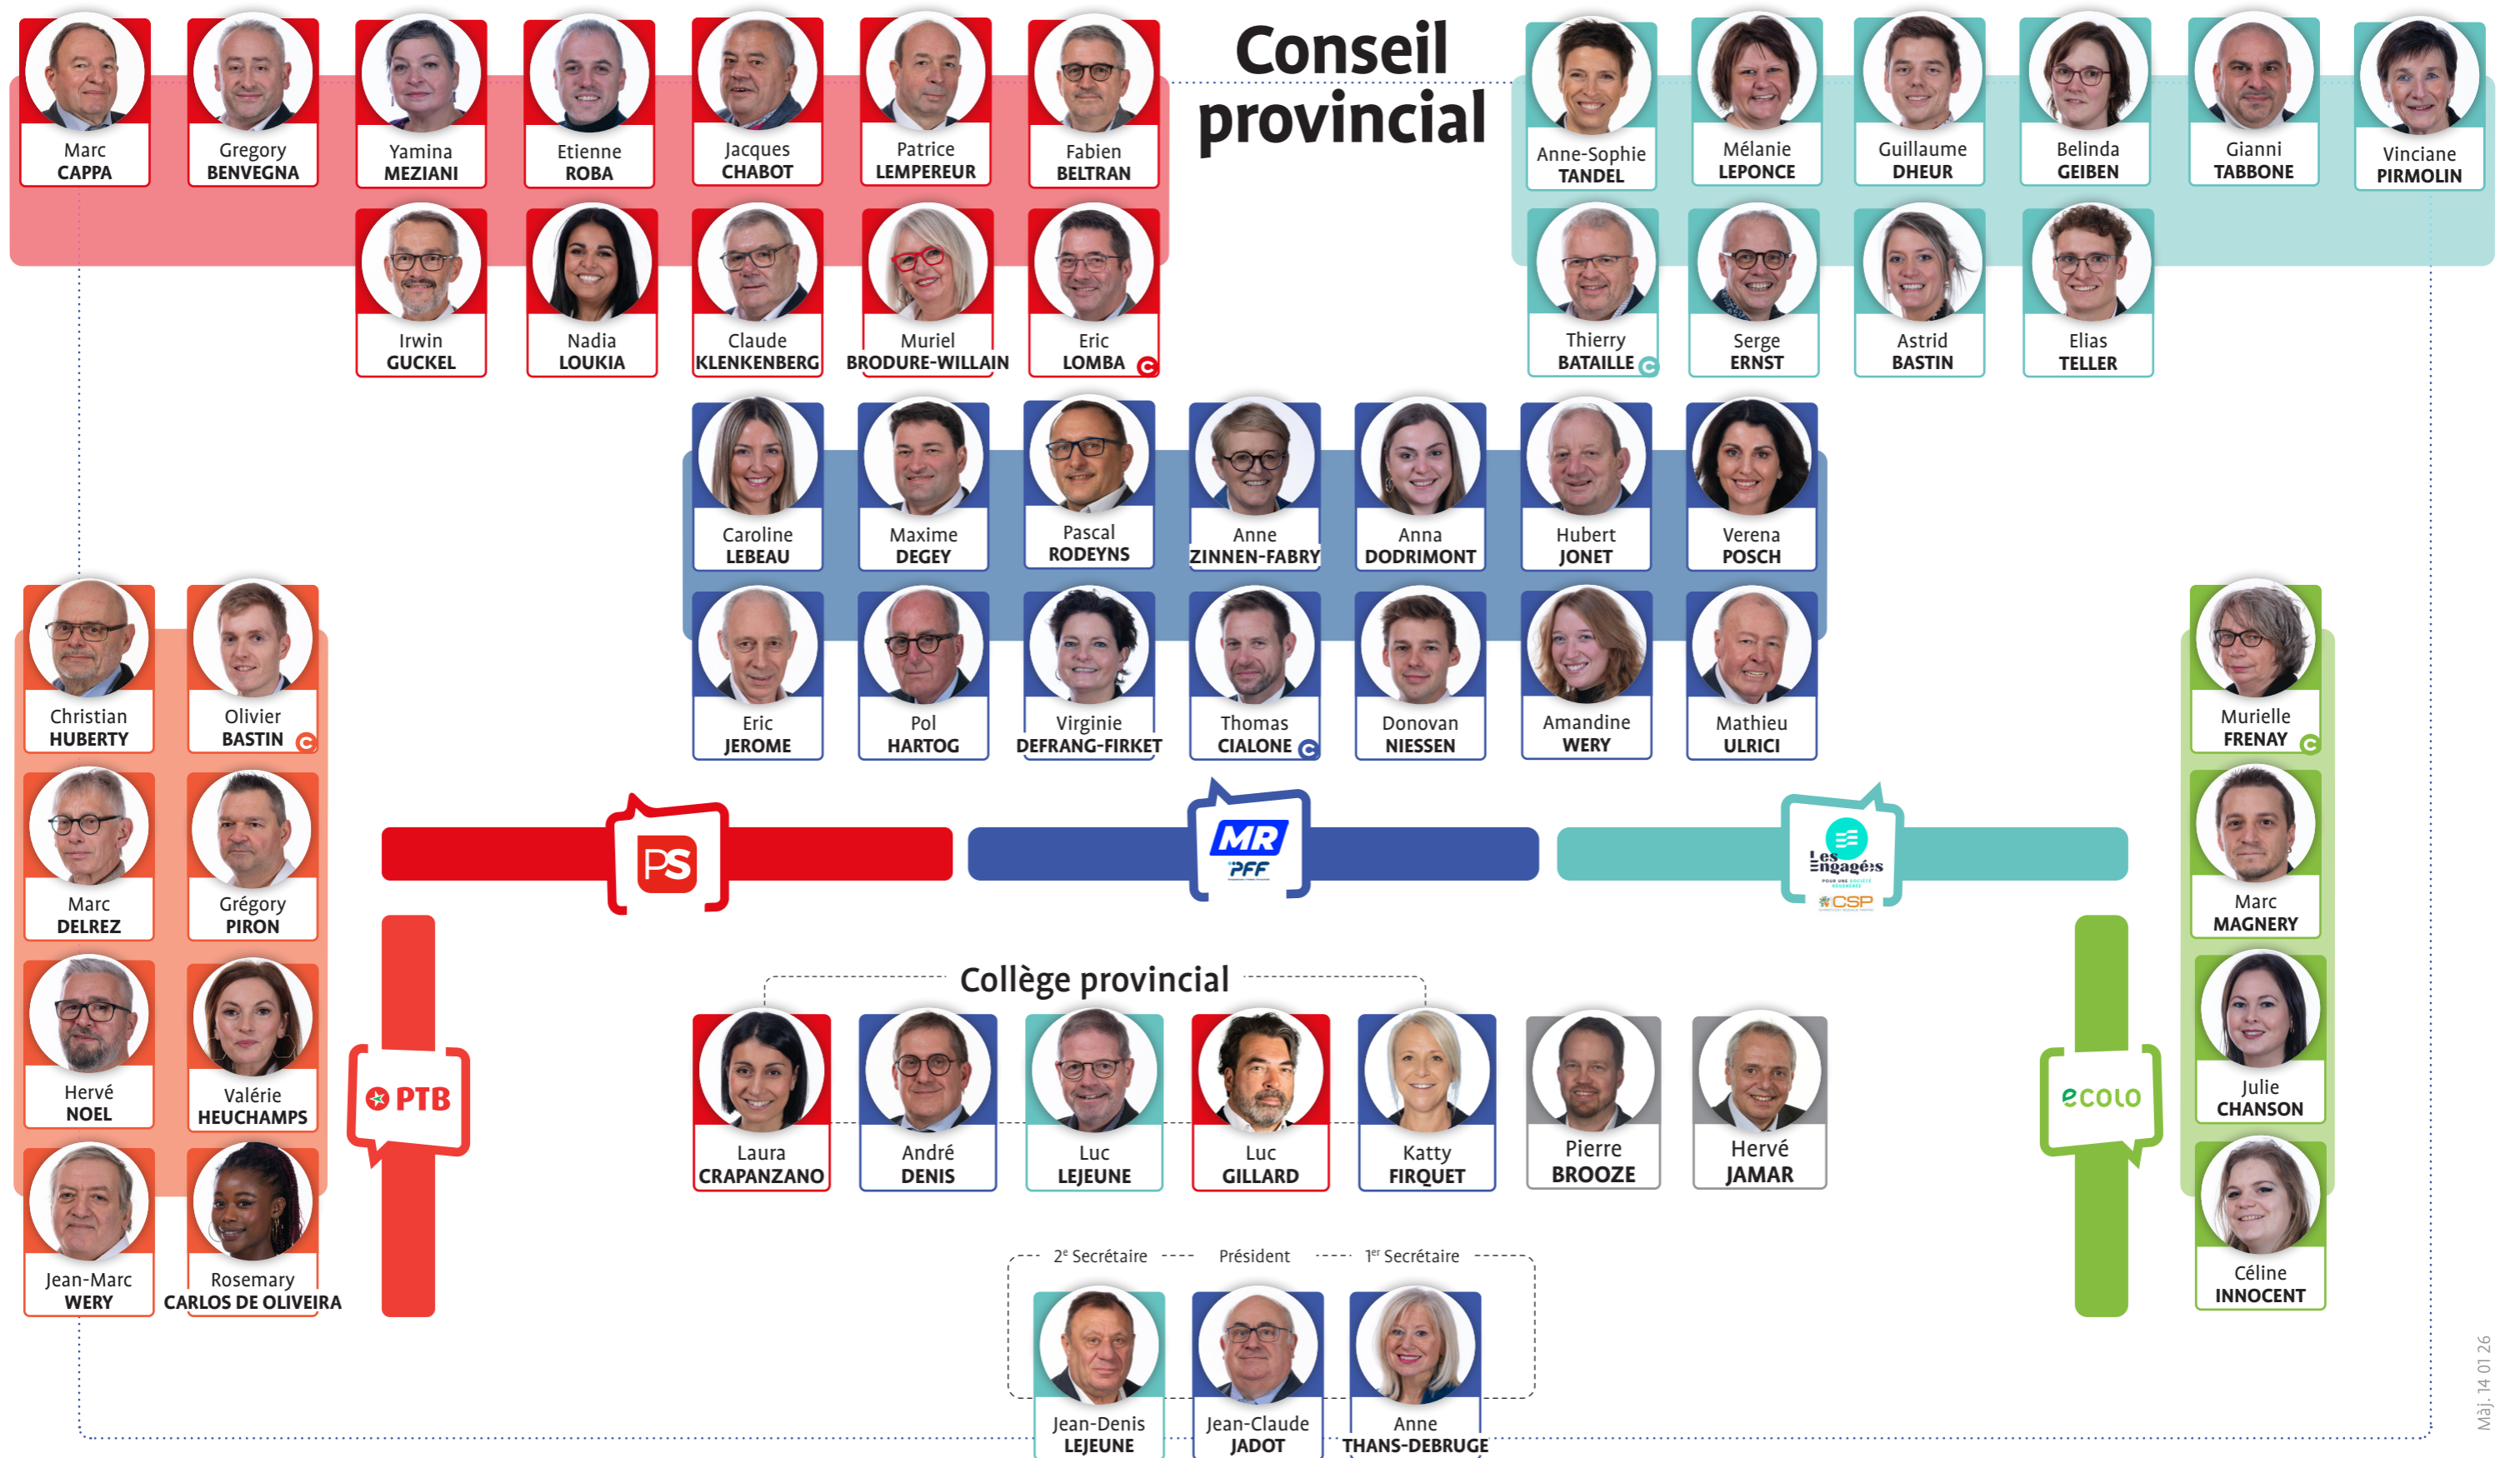 Conseil
provincial
Marc
CAPPA
Gregory
BENVEGNA
Yamina
MEZIANI
Etienne
ROBA
Jacques
CHABOT
Patrice
LEMPEREUR
Fabien
BELTRAN
Anne-Sophie
TANDEL
Mélanie
LEPONCE
Guillaume
DHEUR
Belinda
GEIBEN
Gianni
TABBONE
Vinciane
PIRMOLIN
Irwin
GUCKEL
Nadia
LOUKIA
Claude
KLENKENBERG
Muriel
BRODURE-WILLAIN
Eric
LOMBA C
Thierry
BATAILLE C
Serge
ERNST
Astrid
BASTIN
Elias
TELLER
Caroline
LEBEAU
Maxime
DEGEY
Pascal
RODEYNS
Anne
ZINNEN-FABRY
Anna
DODRIMONT
Hubert
JONET
Verena
POSCH
Eric
JEROME
Pol
HARTOG
Virginie
DEFRANG-FIRKET
Thomas
CIALONE C
Donovan
NIESSEN
Amandine
WERY
Mathieu
ULRICI
Christian
HUBERTY
Olivier
BASTIN C
Marc
DELREZ
Grégory
PIRON
Hervé
NOEL
Valérie
HEUCHAMPS
Jean-Marc
WERY
Rosemary
CARLOS DE OLIVEIRA
PTB
PS
MR
PFF
Les
Engagés
POUR UNE SOCIÉTÉ
RÉGÉNÉRÉE
CSP
Murielle
FRENAY C
Marc
MAGNERY
Julie
CHANSON
Céline
INNOCENT
ecolo
Collège provincial
Laura
CRAPANZANO
André
DENIS
Luc
LEJEUNE
Luc
GILLARD
Katty
FIRQUET
Pierre
BROOZE
Hervé
JAMAR
2e Secrétaire
Président
1er Secrétaire
Jean-Denis
LEJEUNE
Jean-Claude
JADOT
Anne
THANS-DEBRUGE
Màj. 14 01 26